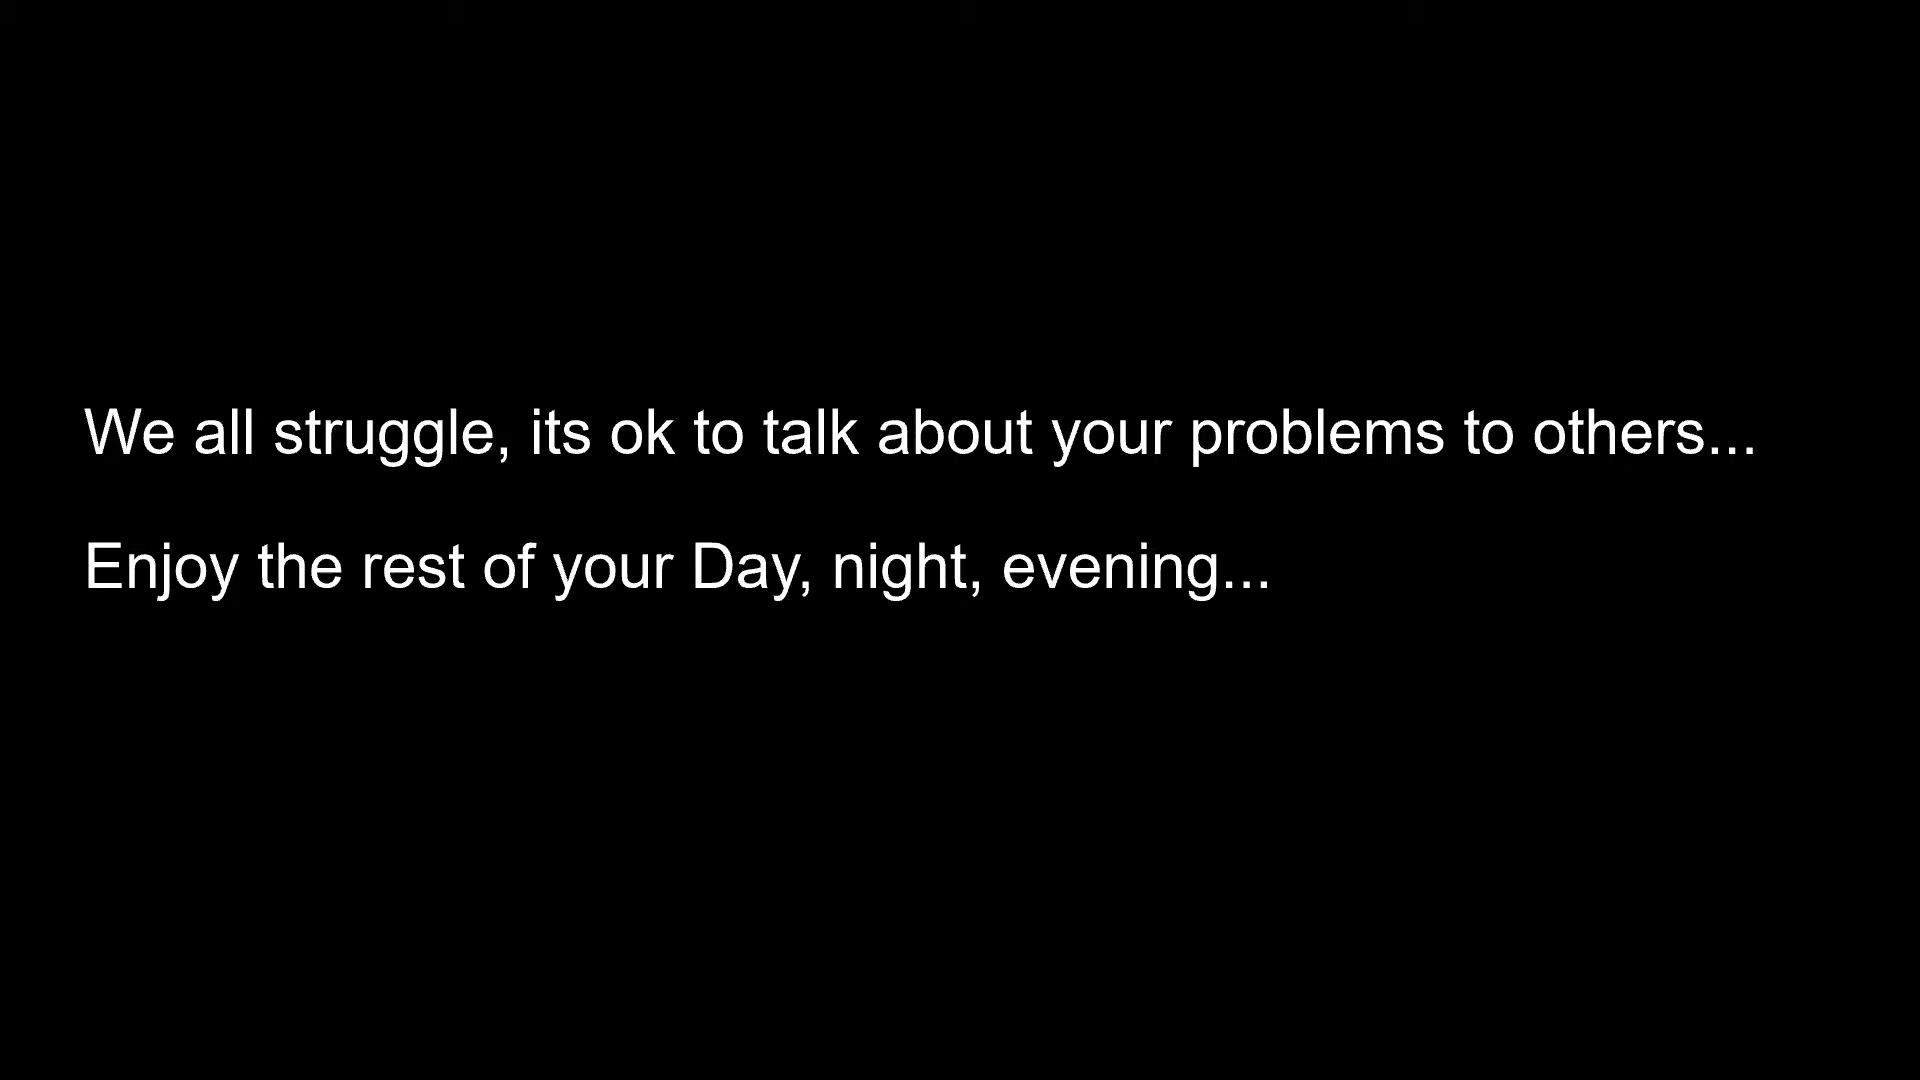 We all struggle, its ok to talk about your problems to others...
Enjoy the rest of your Day, night, evening...